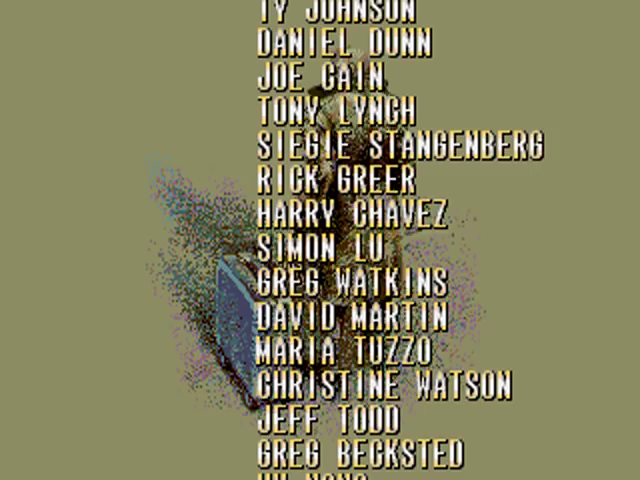 TY JOHNSON
DANIEL DUNN
JOE CAIN
TONY LYNCH
SIEGIE STANGENBERG
RICK GREER
HARRY CHAVEZ
SIMON LU
GREG WATKINS
DAVID MARTIN
MARIA TUZZO
CHRISTINE WATSON
JEFF TODD
GREG BECKSTED